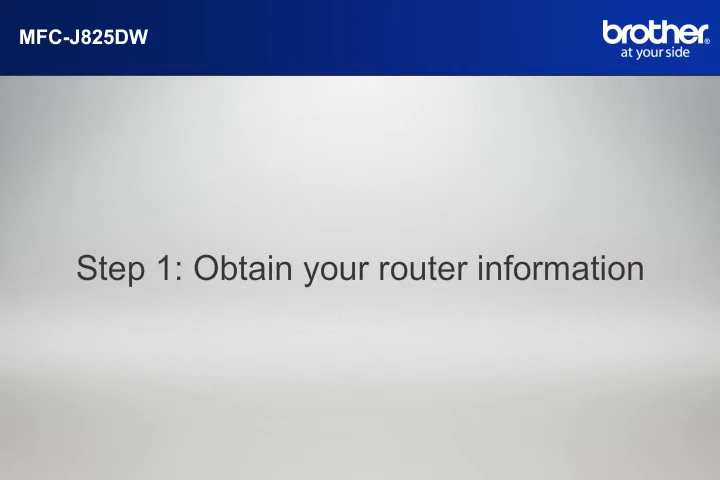 MFC-J825DW
brother®
at your side
Step 1: Obtain your router information